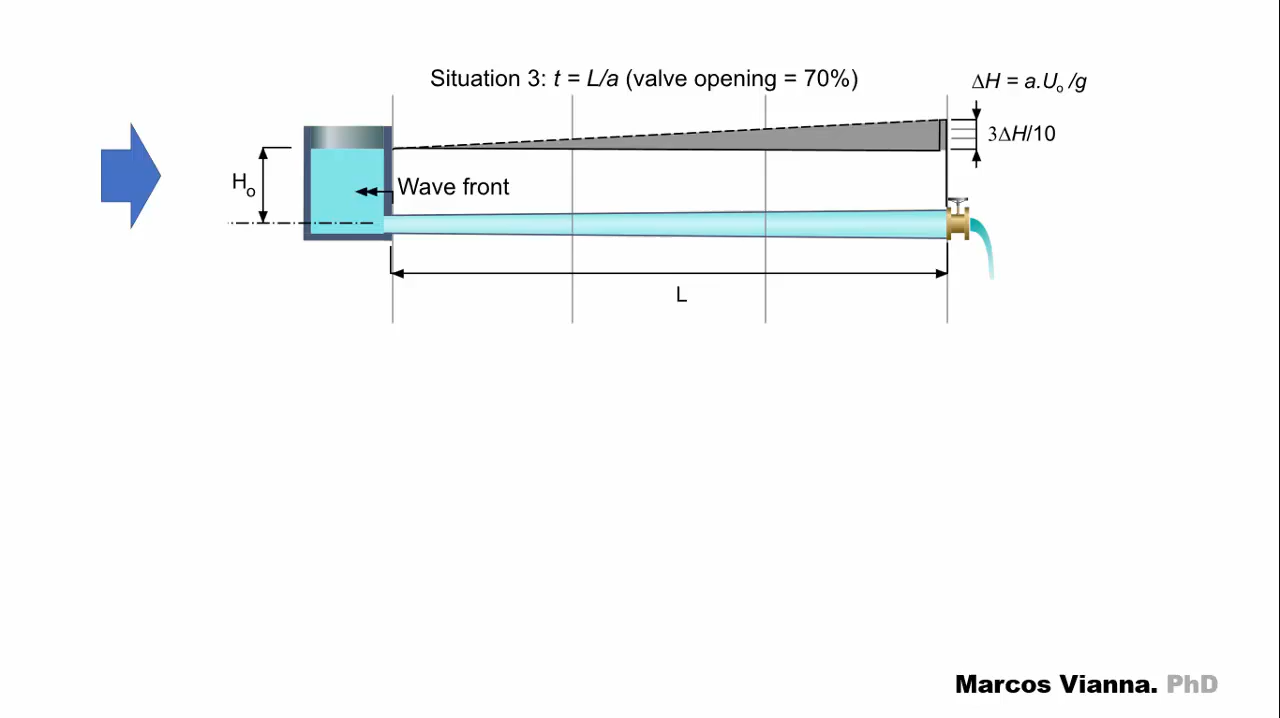 Situation 3: t = L/a (valve opening = 70%)
ΔH = a.Uo /g
3ΔH/10
Ho
Wave front
L
Marcos Vianna. PhD